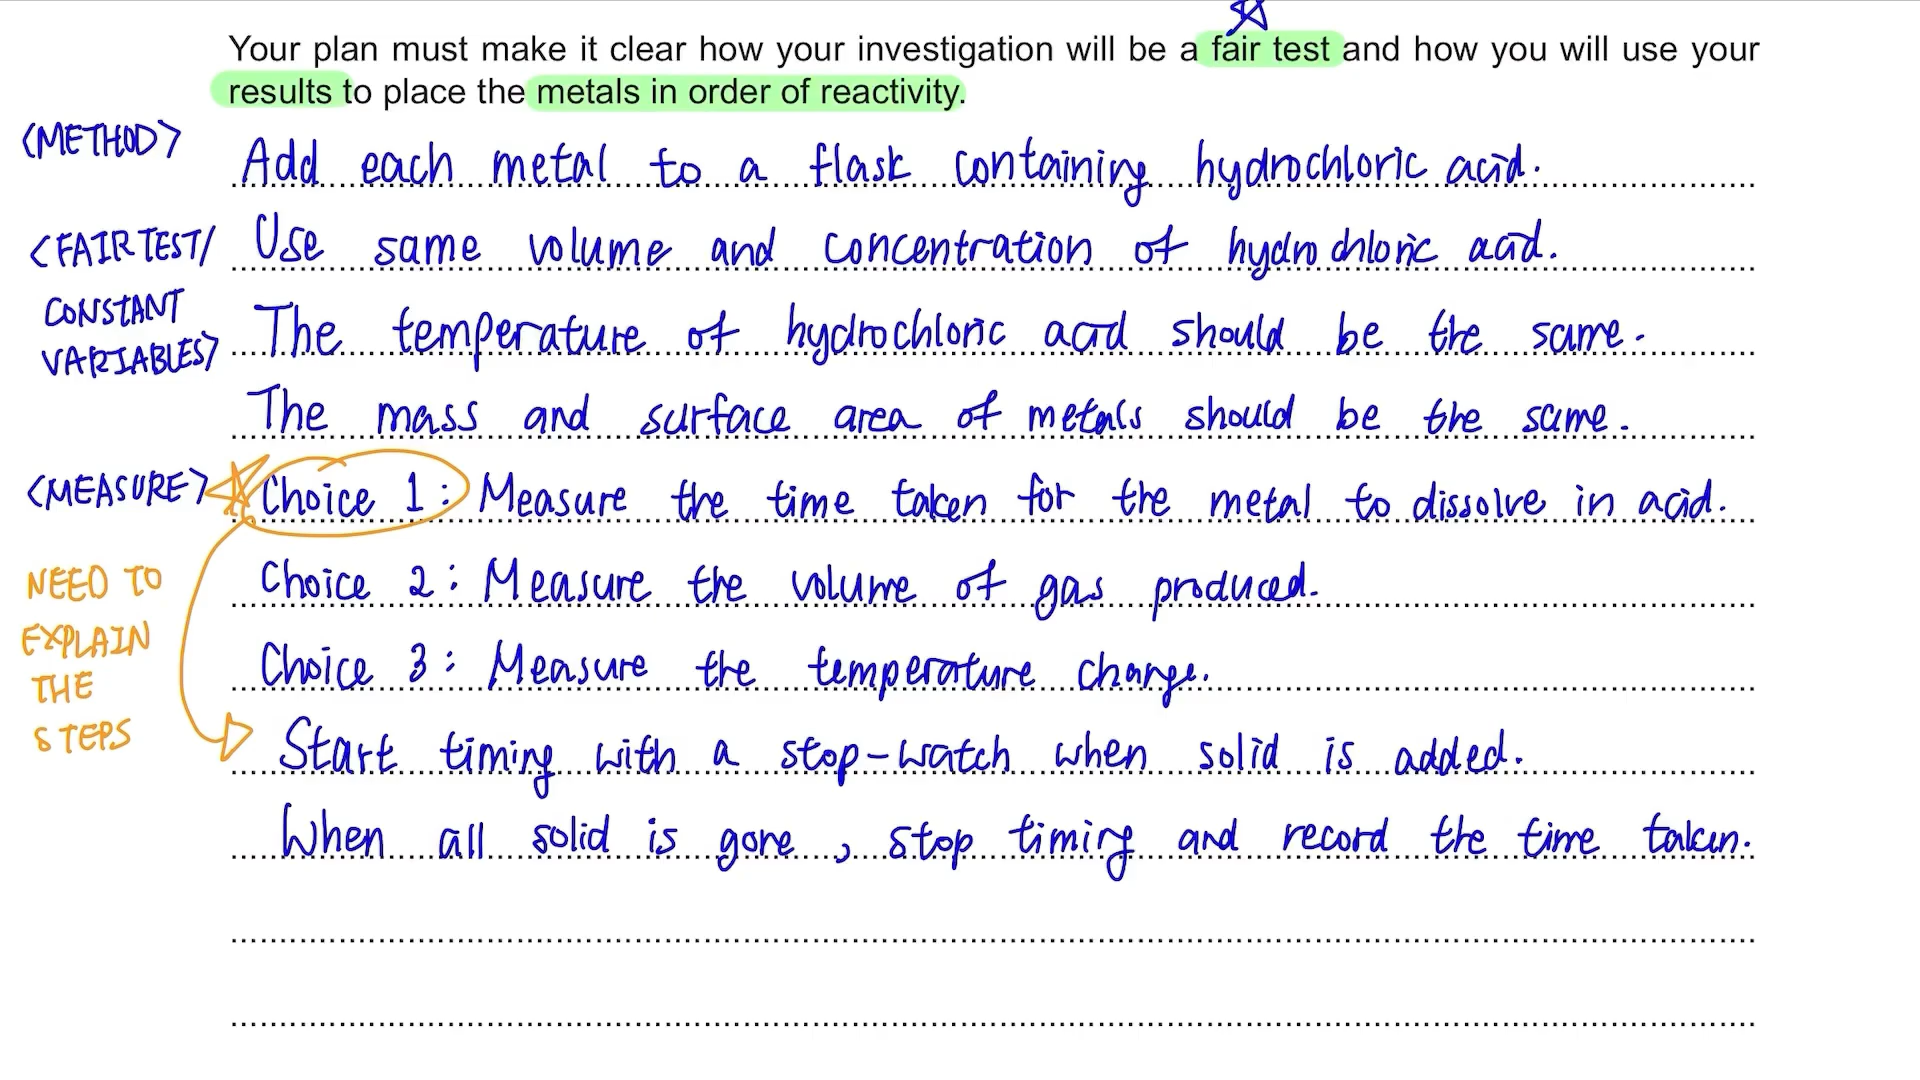 Your plan must make it clear how your investigation will be a fair test and how you will use your
results to place the metals in order of reactivity.
<METHOD>
Add each metal to a flask containing hydrochloric acid.
<FAIR TEST/
CONSTANT
VARIABLES>
Use same volume and concentration of hydrochloric acid.
The temperature of hydrochloric acid should be the same.
The mass and surface area of metals should be the same.
<MEASURE>
Choice 1: Measure the time taken for the metal to dissolve in acid.
Choice 2: Measure the volume of gas produced.
Choice 3: Measure the temperature change.
NEED TO
EXPLAIN
THE
STEPS
Start timing with a stop-watch when solid is added.
When all solid is gone, stop timing and record the time taken.